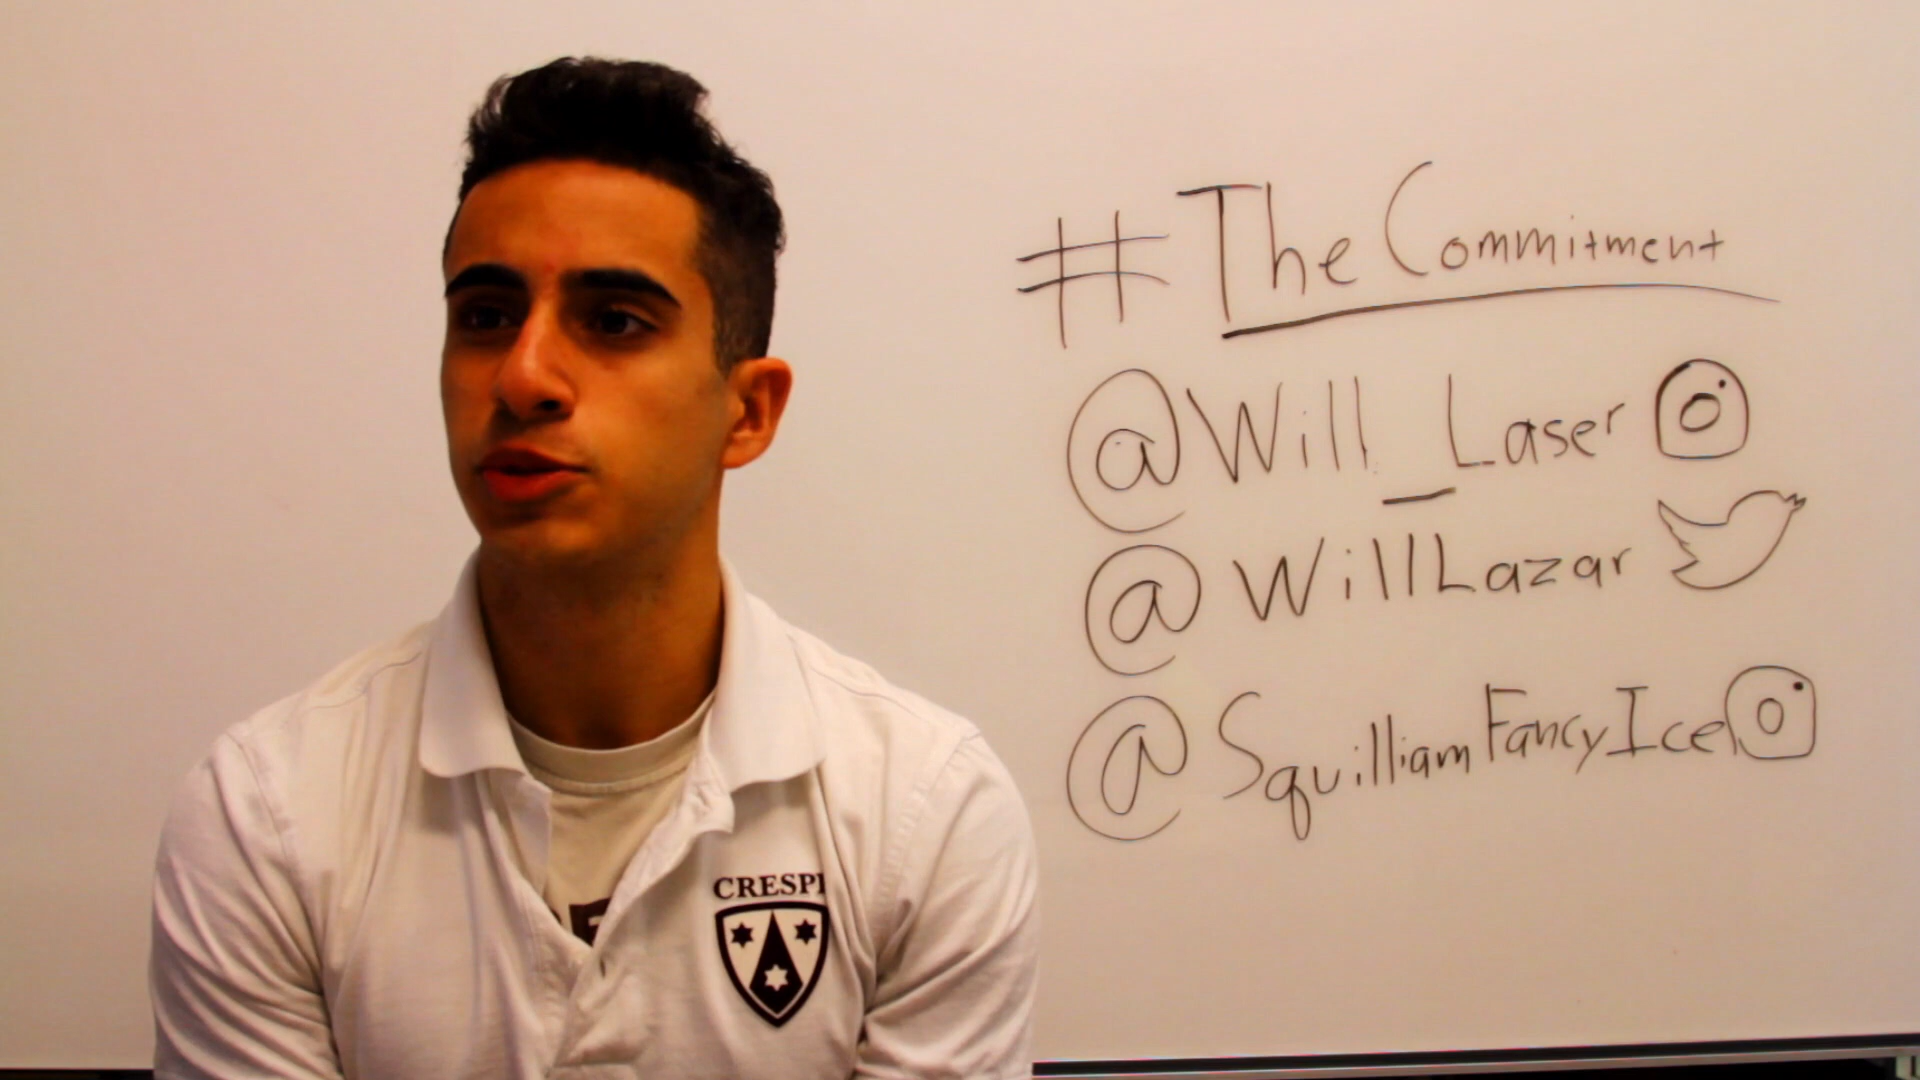 #TheCommitment
@Will_Laser
@WillLazar
@SquilliamFancyIce
CRESPI